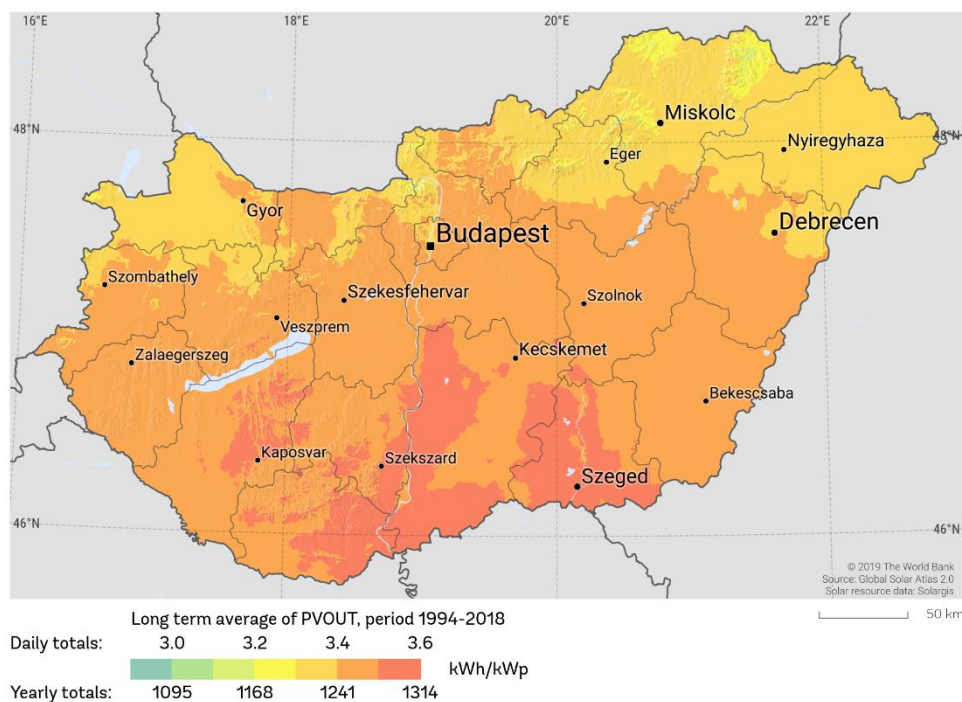 16°E 18°E 20°E 22°E
48°N
48°N
Miskolc
Nyiregyhaza
Eger
Gyor
Debrecen
Budapest
Szombathely
Szekesfehervar
Szolnok
Veszprem
Zalaegerszeg
Kecskemet
Bekescsaba
Kaposvar
Szekszard
Szeged
46°N
46°N
© 2019 The World Bank
Source: Global Solar Atlas 2.0
Solar resource data: Solargis
50 km
Long term average of PVOUT, period 1994-2018
Daily totals: 3.0 3.2 3.4 3.6
kWh/kWp
Yearly totals: 1095 1168 1241 1314